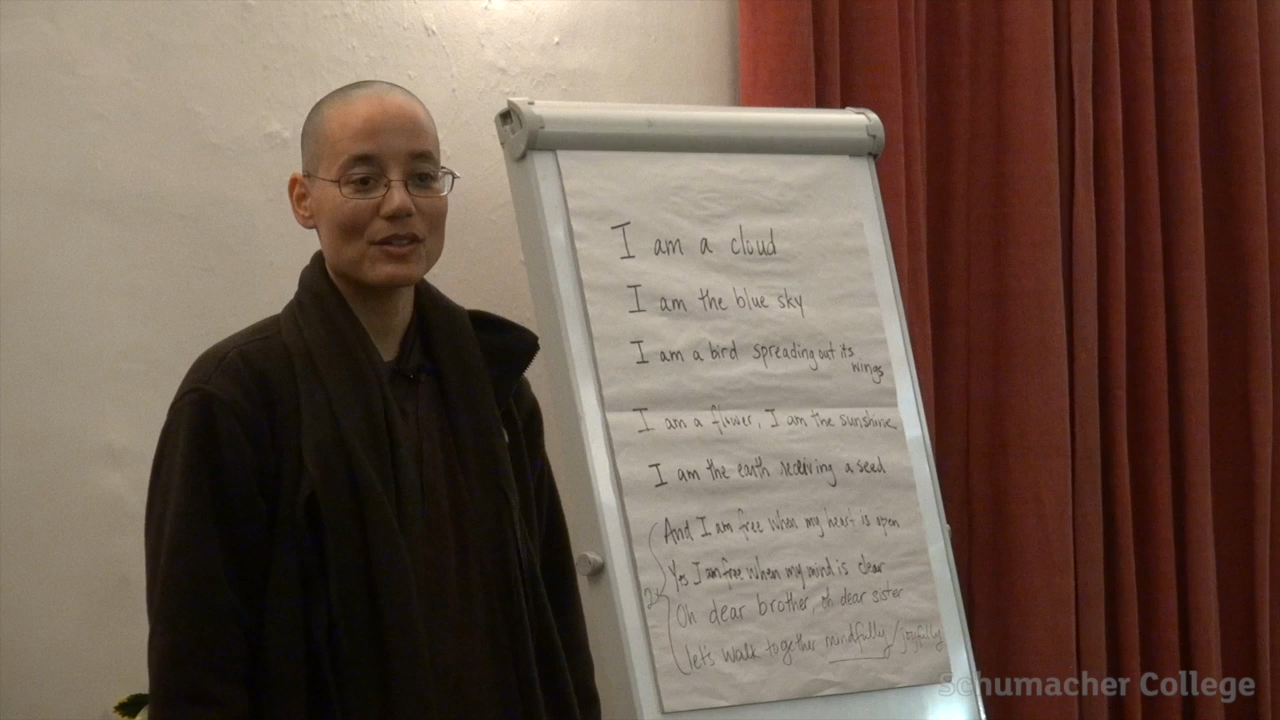 I am a cloud
I am the blue sky
I am a bird spreading out its
wings
I am a flower, I am the sunshine
I am the earth receiving a seed
And I am free when my heart is open
Yes I am free when my mind is clear
Oh dear brother, oh dear sister
let's walk together mindfully/joyfully
2x
Schumacher College